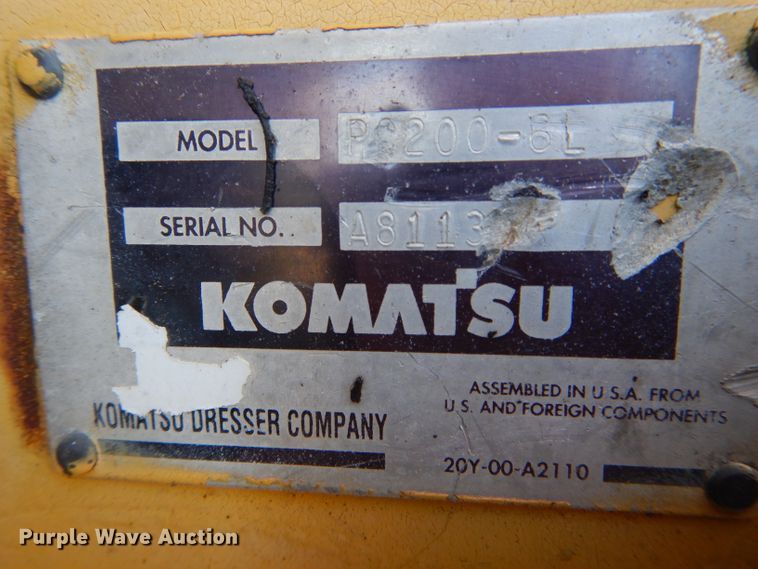 MODEL PC200-6L
SERIAL NO.
KOMATSU
KOMATSU DRESSER COMPANY
ASSEMBLED IN U.S.A. FROM
U.S. AND FOREIGN COMPONENTS
20Y-00-A2110
Purple Wave Auction